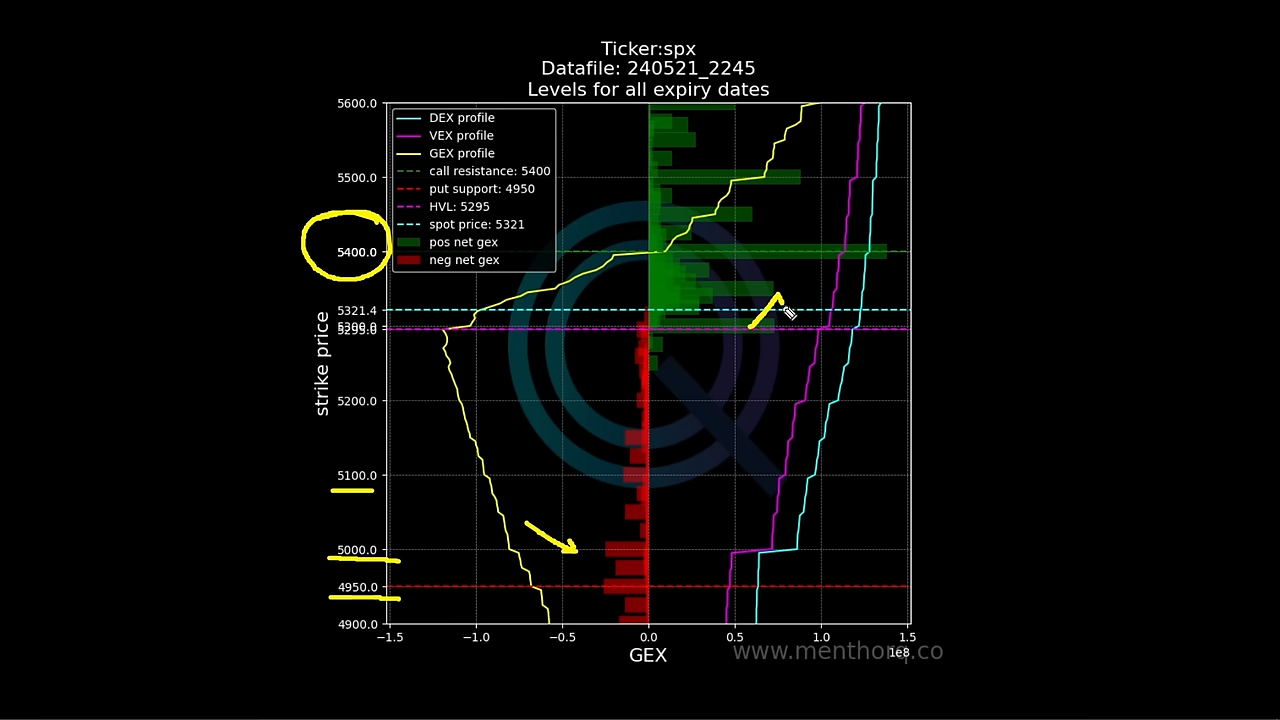 Ticker:spx
Datafile: 240521_2245
Levels for all expiry dates
DEX profile
VEX profile
GEX profile
call resistance: 5400
put support: 4950
HVL: 5295
spot price: 5321
pos net gex
neg net gex
5600.0
5500.0
5400.0
5321.4
5200.0
5100.0
5000.0
4950.0
4900.0
strike price
−1.5
−1.0
−0.5
0.0
0.5
1.0
1.5
1e8
GEX
www.menthorq.co